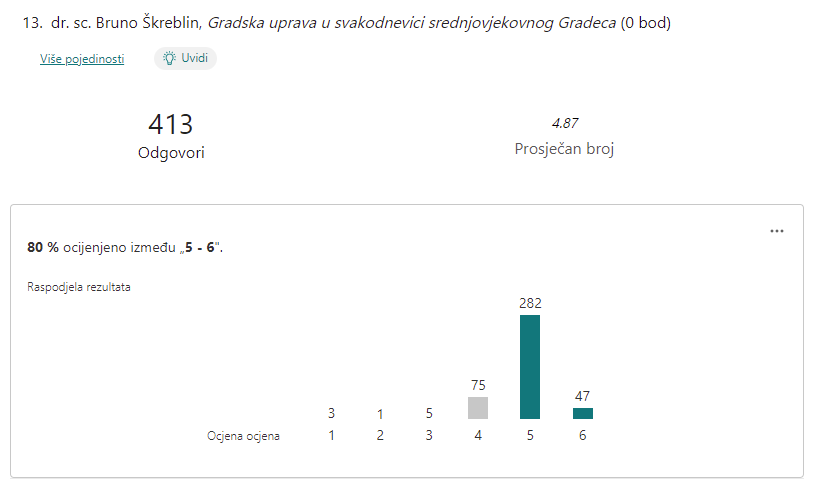 13. dr. sc. Bruno Škreblin, Gradska uprava u svakodnevici srednjovjekovnog Gradeca (0 bod)
Više pojedinosti
Uvidi
413
Odgovori
4.87
Prosječan broj
80 % ocijenjeno između „5 - 6".
Raspodjela rezultata
282
75
47
3 1 5
Ocjena ocjena 1 2 3 4 5 6